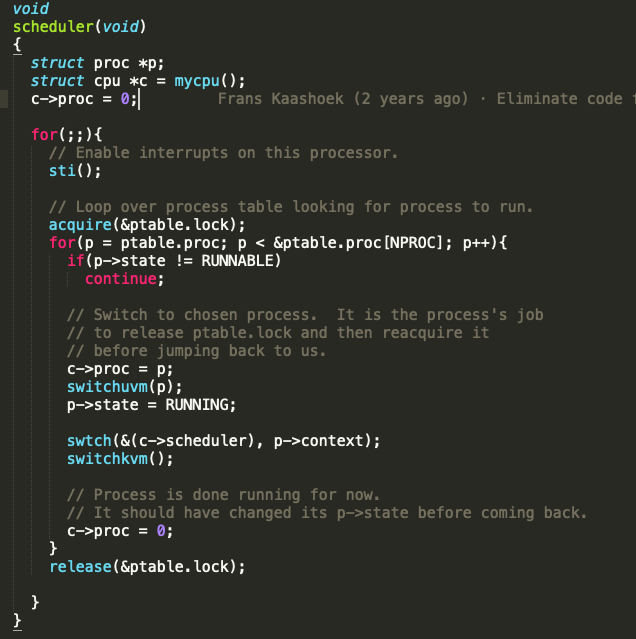 void
scheduler(void)
{
  struct proc *p;
  struct cpu *c = mycpu();
  c->proc = 0;          Frans Kaashoek (2 years ago) · Eliminate code
  for(;;){
    // Enable interrupts on this processor.
    sti();
    // Loop over process table looking for process to run.
    acquire(&ptable.lock);
    for(p = ptable.proc; p < &ptable.proc[NPROC]; p++){
      if(p->state != RUNNABLE)
        continue;
      // Switch to chosen process.  It is the process's job
      // to release ptable.lock and then reacquire it
      // before jumping back to us.
      c->proc = p;
      switchuvm(p);
      p->state = RUNNING;
      swtch(&(c->scheduler), p->context);
      switchkvm();
      // Process is done running for now.
      // It should have changed its p->state before coming back.
      c->proc = 0;
    }
    release(&ptable.lock);
  }
}